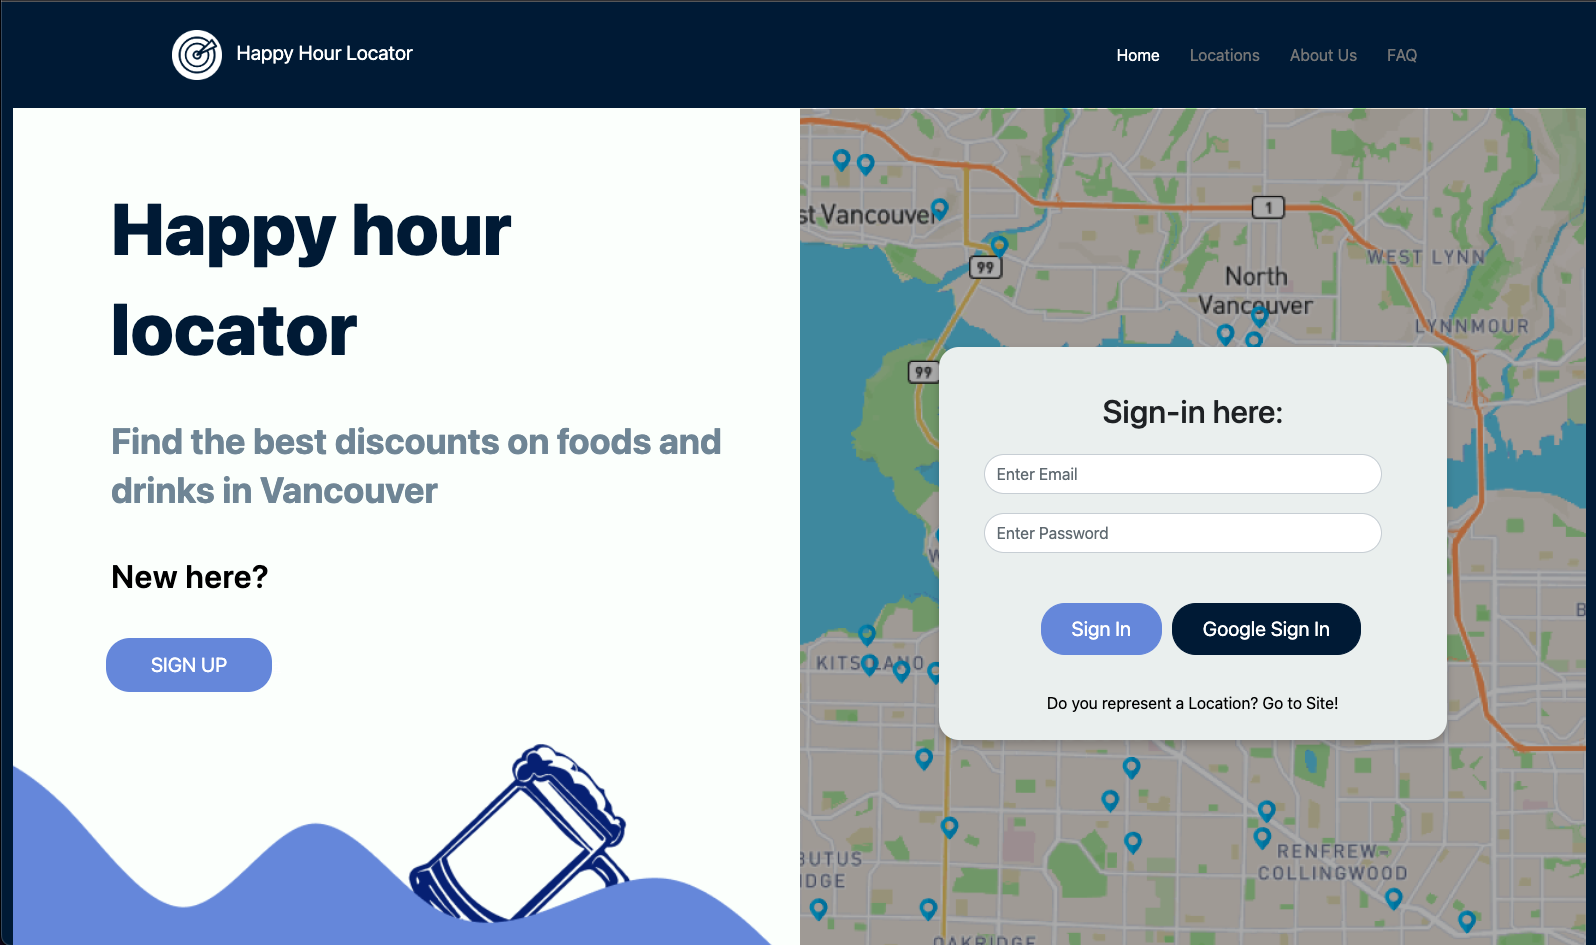 Happy Hour Locator
Home
Locations
About Us
FAQ
Happy hour
locator
Find the best discounts on foods and
drinks in Vancouver
New here?
SIGN UP
st Vancouver
1
99
North
Vancouver
WEST LYNN
LYNNMOUR
99
Sign-in here:
Enter Email
Enter Password
Sign In
Google Sign In
Do you represent a Location? Go to Site!
KITS LANO
BUTUS
IDGE
RENFREW-
COLLINGWOOD
OAKRIDGE